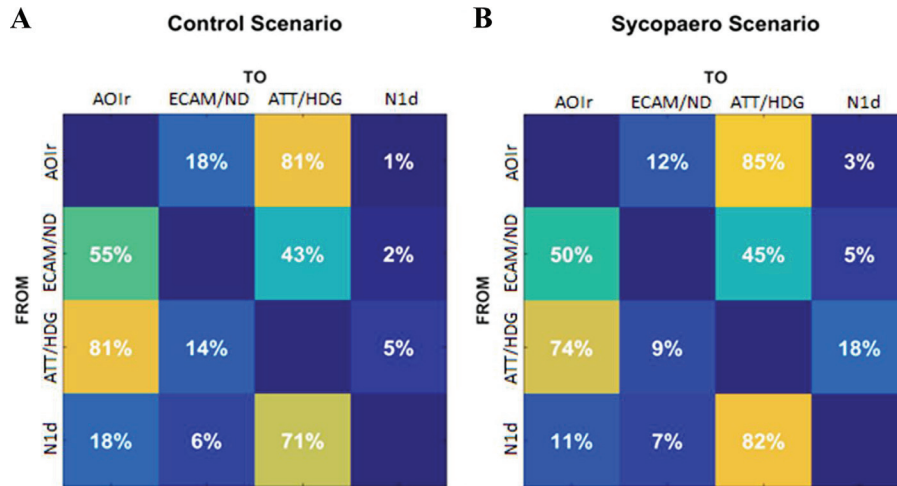 A
Control Scenario
TO
AOIr ECAM/ND ATT/HDG N1d
FROM
AOIr 18% 81% 1%
ECAM/ND 55% 43% 2%
ATT/HDG 81% 14% 5%
N1d 18% 6% 71%
B
Sycopaero Scenario
TO
AOIr ECAM/ND ATT/HDG N1d
FROM
AOIr 12% 85% 3%
ECAM/ND 50% 45% 5%
ATT/HDG 74% 9% 18%
N1d 11% 7% 82%